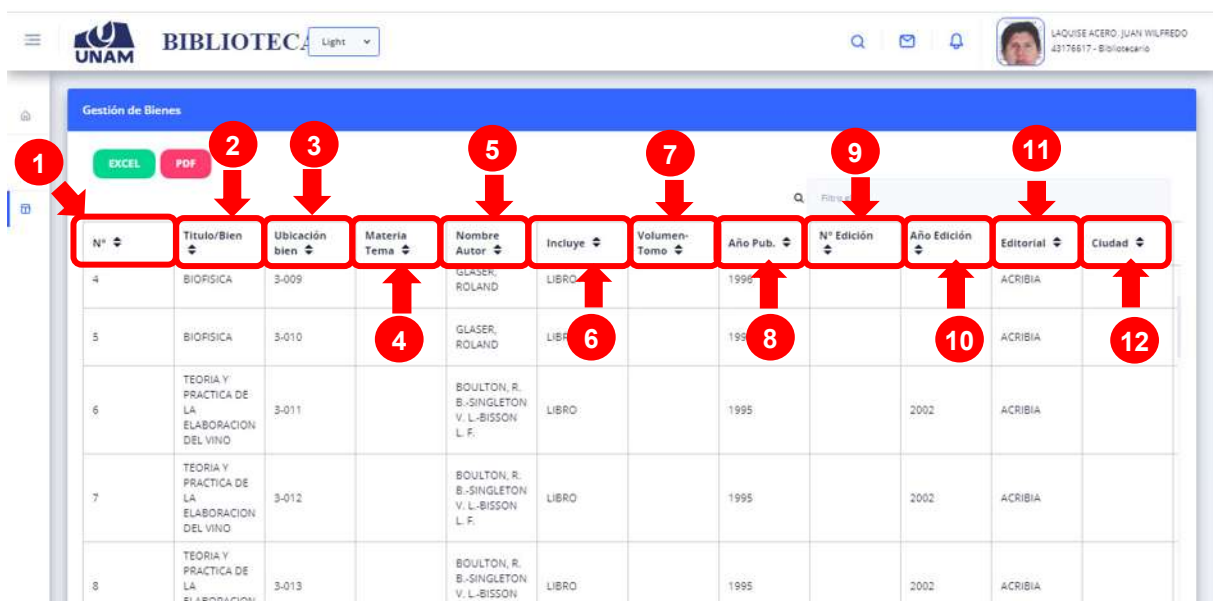 UNAM
BIBLIOTECA
Light
LAQUISE ACERO, JUAN WILFREDO
43176617 - Bibliotecario
Gestión de Bienes
EXCEL
PDF
1
2
3
5
7
9
11
N°
Titulo/Bien
Ubicación
bien
Materia
Tema
Nombre
Autor
Incluye
Volumen-
Tomo
Año Pub.
N° Edición
Año Edición
Editorial
Ciudad
4
BIOFISICA
3-009
GLASER,
ROLAND
LIBRO
1996
ACRIBIA
4
6
8
10
12
5
BIOFISICA
3-010
GLASER,
ROLAND
ACRIBIA
6
TEORIA Y
PRACTICA DE
LA
ELABORACION
DEL VINO
3-011
BOULTON, R.
B.-SINGLETON
V. L.-BISSON
L. F.
LIBRO
1995
2002
ACRIBIA
7
TEORIA Y
PRACTICA DE
LA
ELABORACION
DEL VINO
3-012
BOULTON, R.
B.-SINGLETON
V. L.-BISSON
L. F.
LIBRO
1995
2002
ACRIBIA
8
TEORIA Y
PRACTICA DE
LA
ELABORACION
3-013
BOULTON, R.
B.-SINGLETON
V. L.-BISSON
LIBRO
1995
2002
ACRIBIA